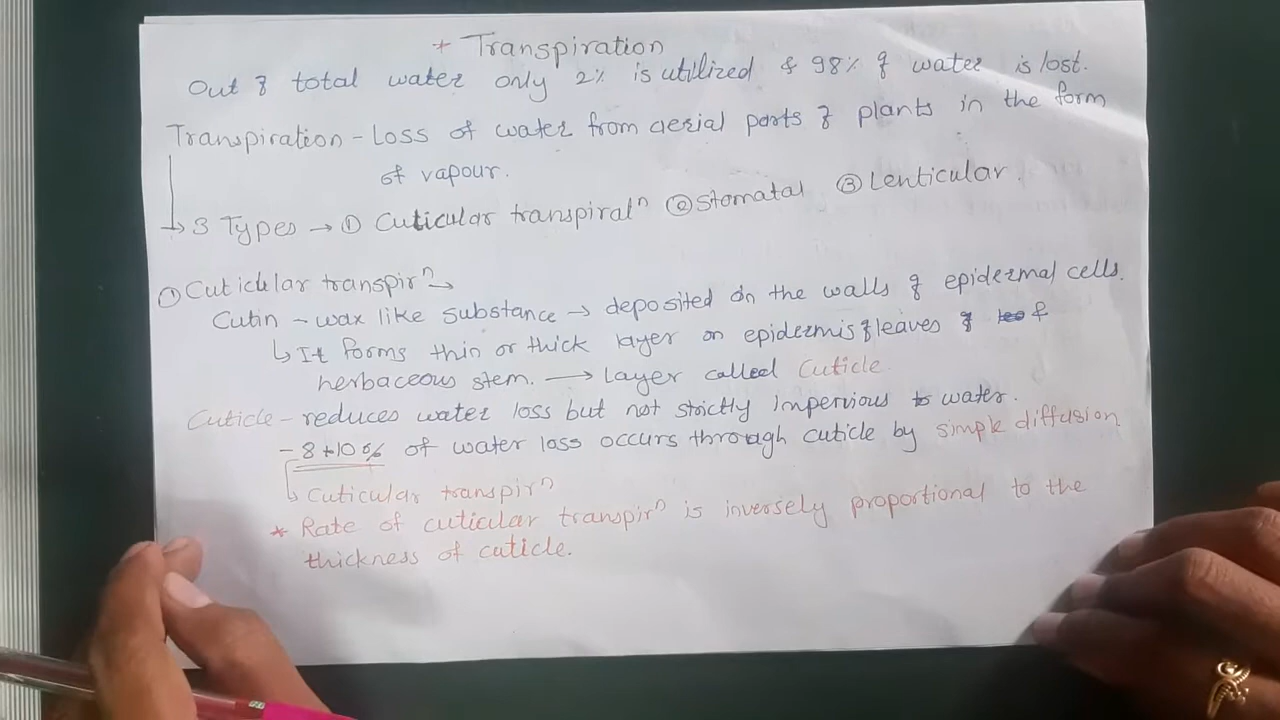 * Transpiration
Out of total water only 2% is utilized & 98% of water is lost.
Transpiration - Loss of water from aerial parts of plants in the form
of vapour.
↳ 3 Types → ① Cuticular transpiratⁿ ② Stomatal ③ Lenticular.
① Cuticular transpirⁿ →
Cutin - wax like substance → deposited on the walls of epidermal cells.
↳ It forms thin or thick layer on epidermis of leaves of &
herbaceous stem. → layer called Cuticle
Cuticle - reduces water loss but not strictly impervious to water.
- 8 to 10% of water loss occurs through cuticle by simple diffusion
↳ Cuticular transpirⁿ
* Rate of cuticular transpirⁿ is inversely proportional to the
thickness of cuticle.